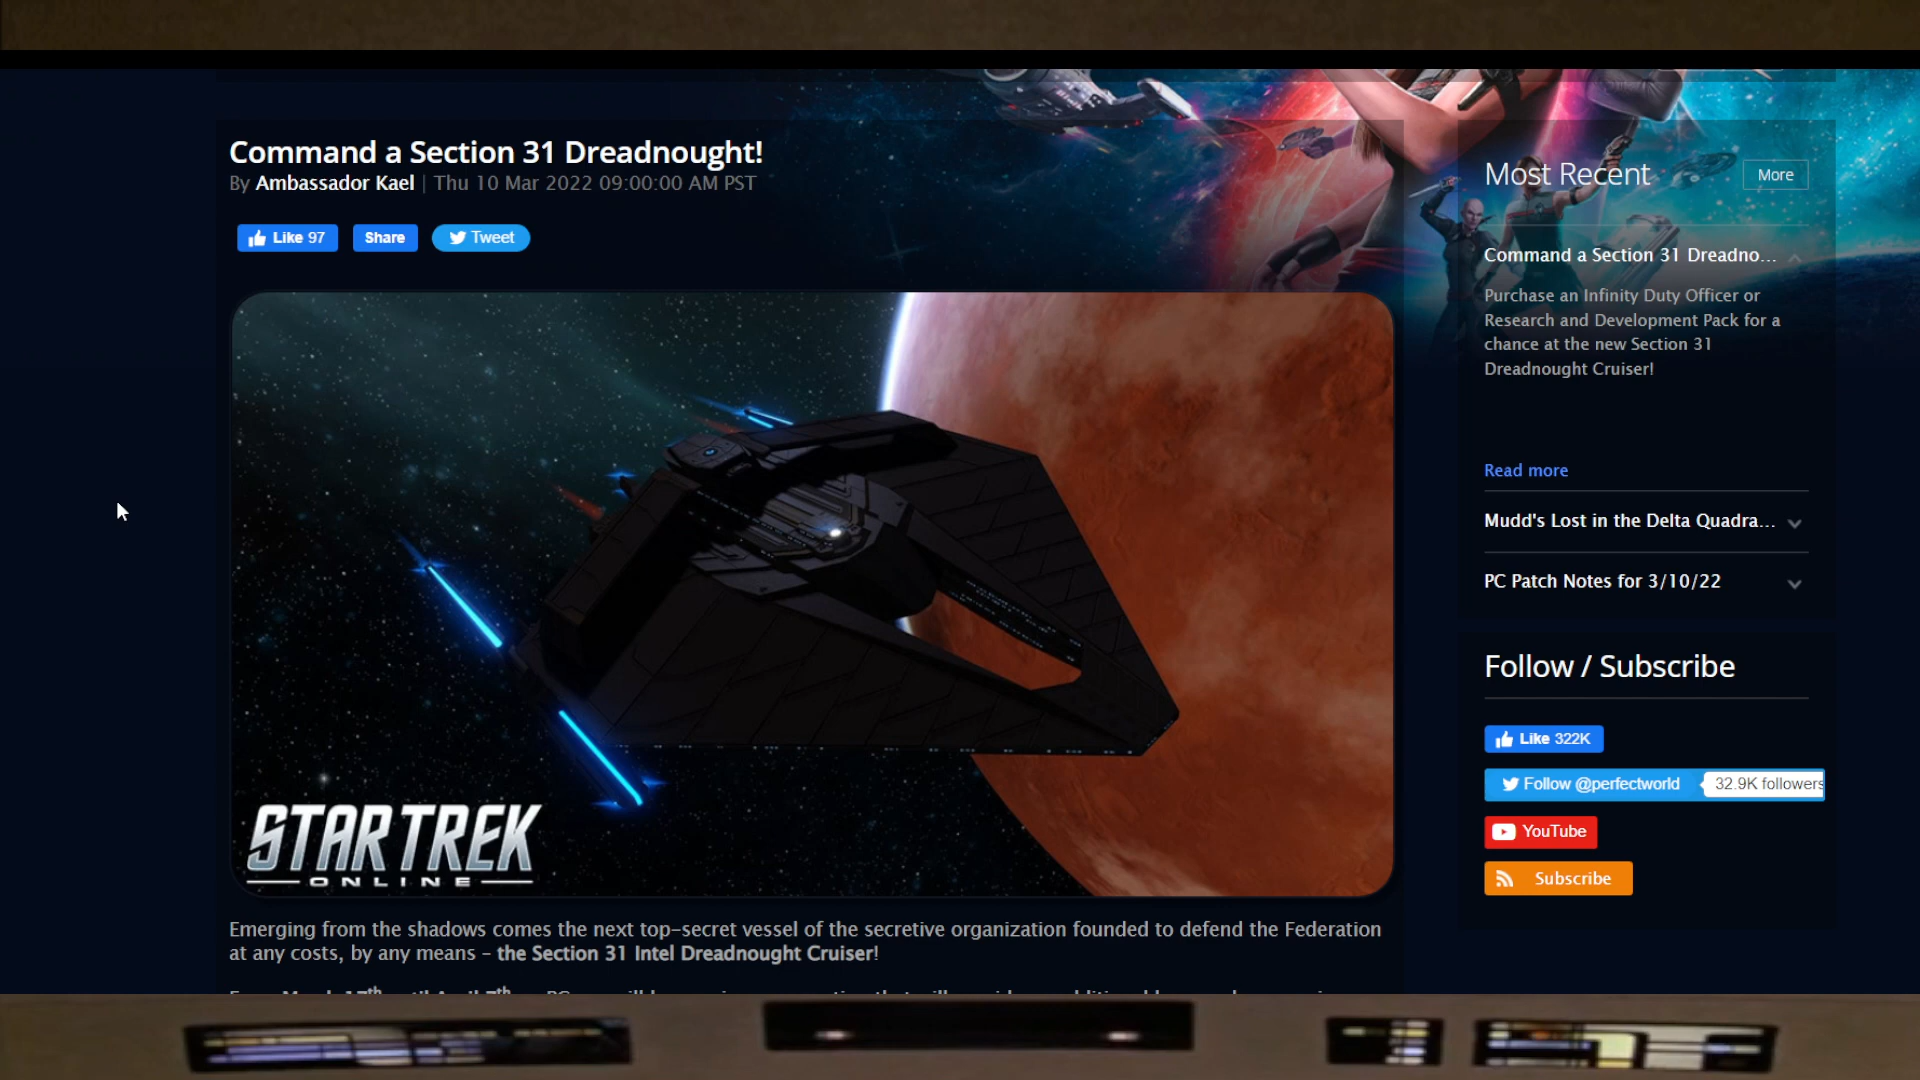 Command a Section 31 Dreadnought!
By Ambassador Kael | Thu 10 Mar 2022 09:00:00 AM PST
Like 97 Share Tweet
STAR TREK
ONLINE
Emerging from the shadows comes the next top-secret vessel of the secretive organization founded to defend the Federation
at any costs, by any means – the Section 31 Intel Dreadnought Cruiser!
Most Recent
More
Command a Section 31 Dreadno...
Purchase an Infinity Duty Officer or
Research and Development Pack for a
chance at the new Section 31
Dreadnought Cruiser!
Read more
Mudd's Lost in the Delta Quadra...
PC Patch Notes for 3/10/22
Follow / Subscribe
Like 322K
Follow @perfectworld 32.9K followers
YouTube
Subscribe